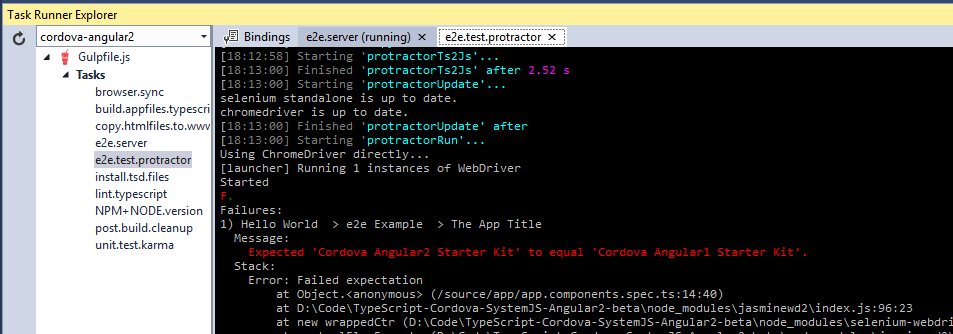 Task Runner Explorer
cordova-angular2
Bindings
e2e.server (running)
e2e.test.protractor
Gulpfile.js
Tasks
browser.sync
build.appfiles.typescri
copy.htmlfiles.to.www
e2e.server
e2e.test.protractor
install.tsd.files
lint.typescript
NPM+NODE.version
post.build.cleanup
unit.test.karma
[18:12:58] Starting 'protractorTs2Js'...
[18:13:00] Finished 'protractorTs2Js' after 2.52 s
[18:13:00] Starting 'protractorUpdate'...
selenium standalone is up to date.
chromedriver is up to date.
[18:13:00] Finished 'protractorUpdate' after
[18:13:00] Starting 'protractorRun'...
Using ChromeDriver directly...
[launcher] Running 1 instances of WebDriver
Started
F.
Failures:
1) Hello World > e2e Example > The App Title
Message:
Expected 'Cordova Angular2 Starter Kit' to equal 'Cordova Angular1 Starter Kit'.
Stack:
Error: Failed expectation
at Object.<anonymous> (/source/app/app.components.spec.ts:14:40)
at D:\Code\TypeScript-Cordova-SystemJS-Angular2-beta\node_modules\jasminewd2\index.js:96:23
at new wrappedCtr (D:\Code\TypeScript-Cordova-SystemJS-Angular2-beta\node_modules\selenium-webdri